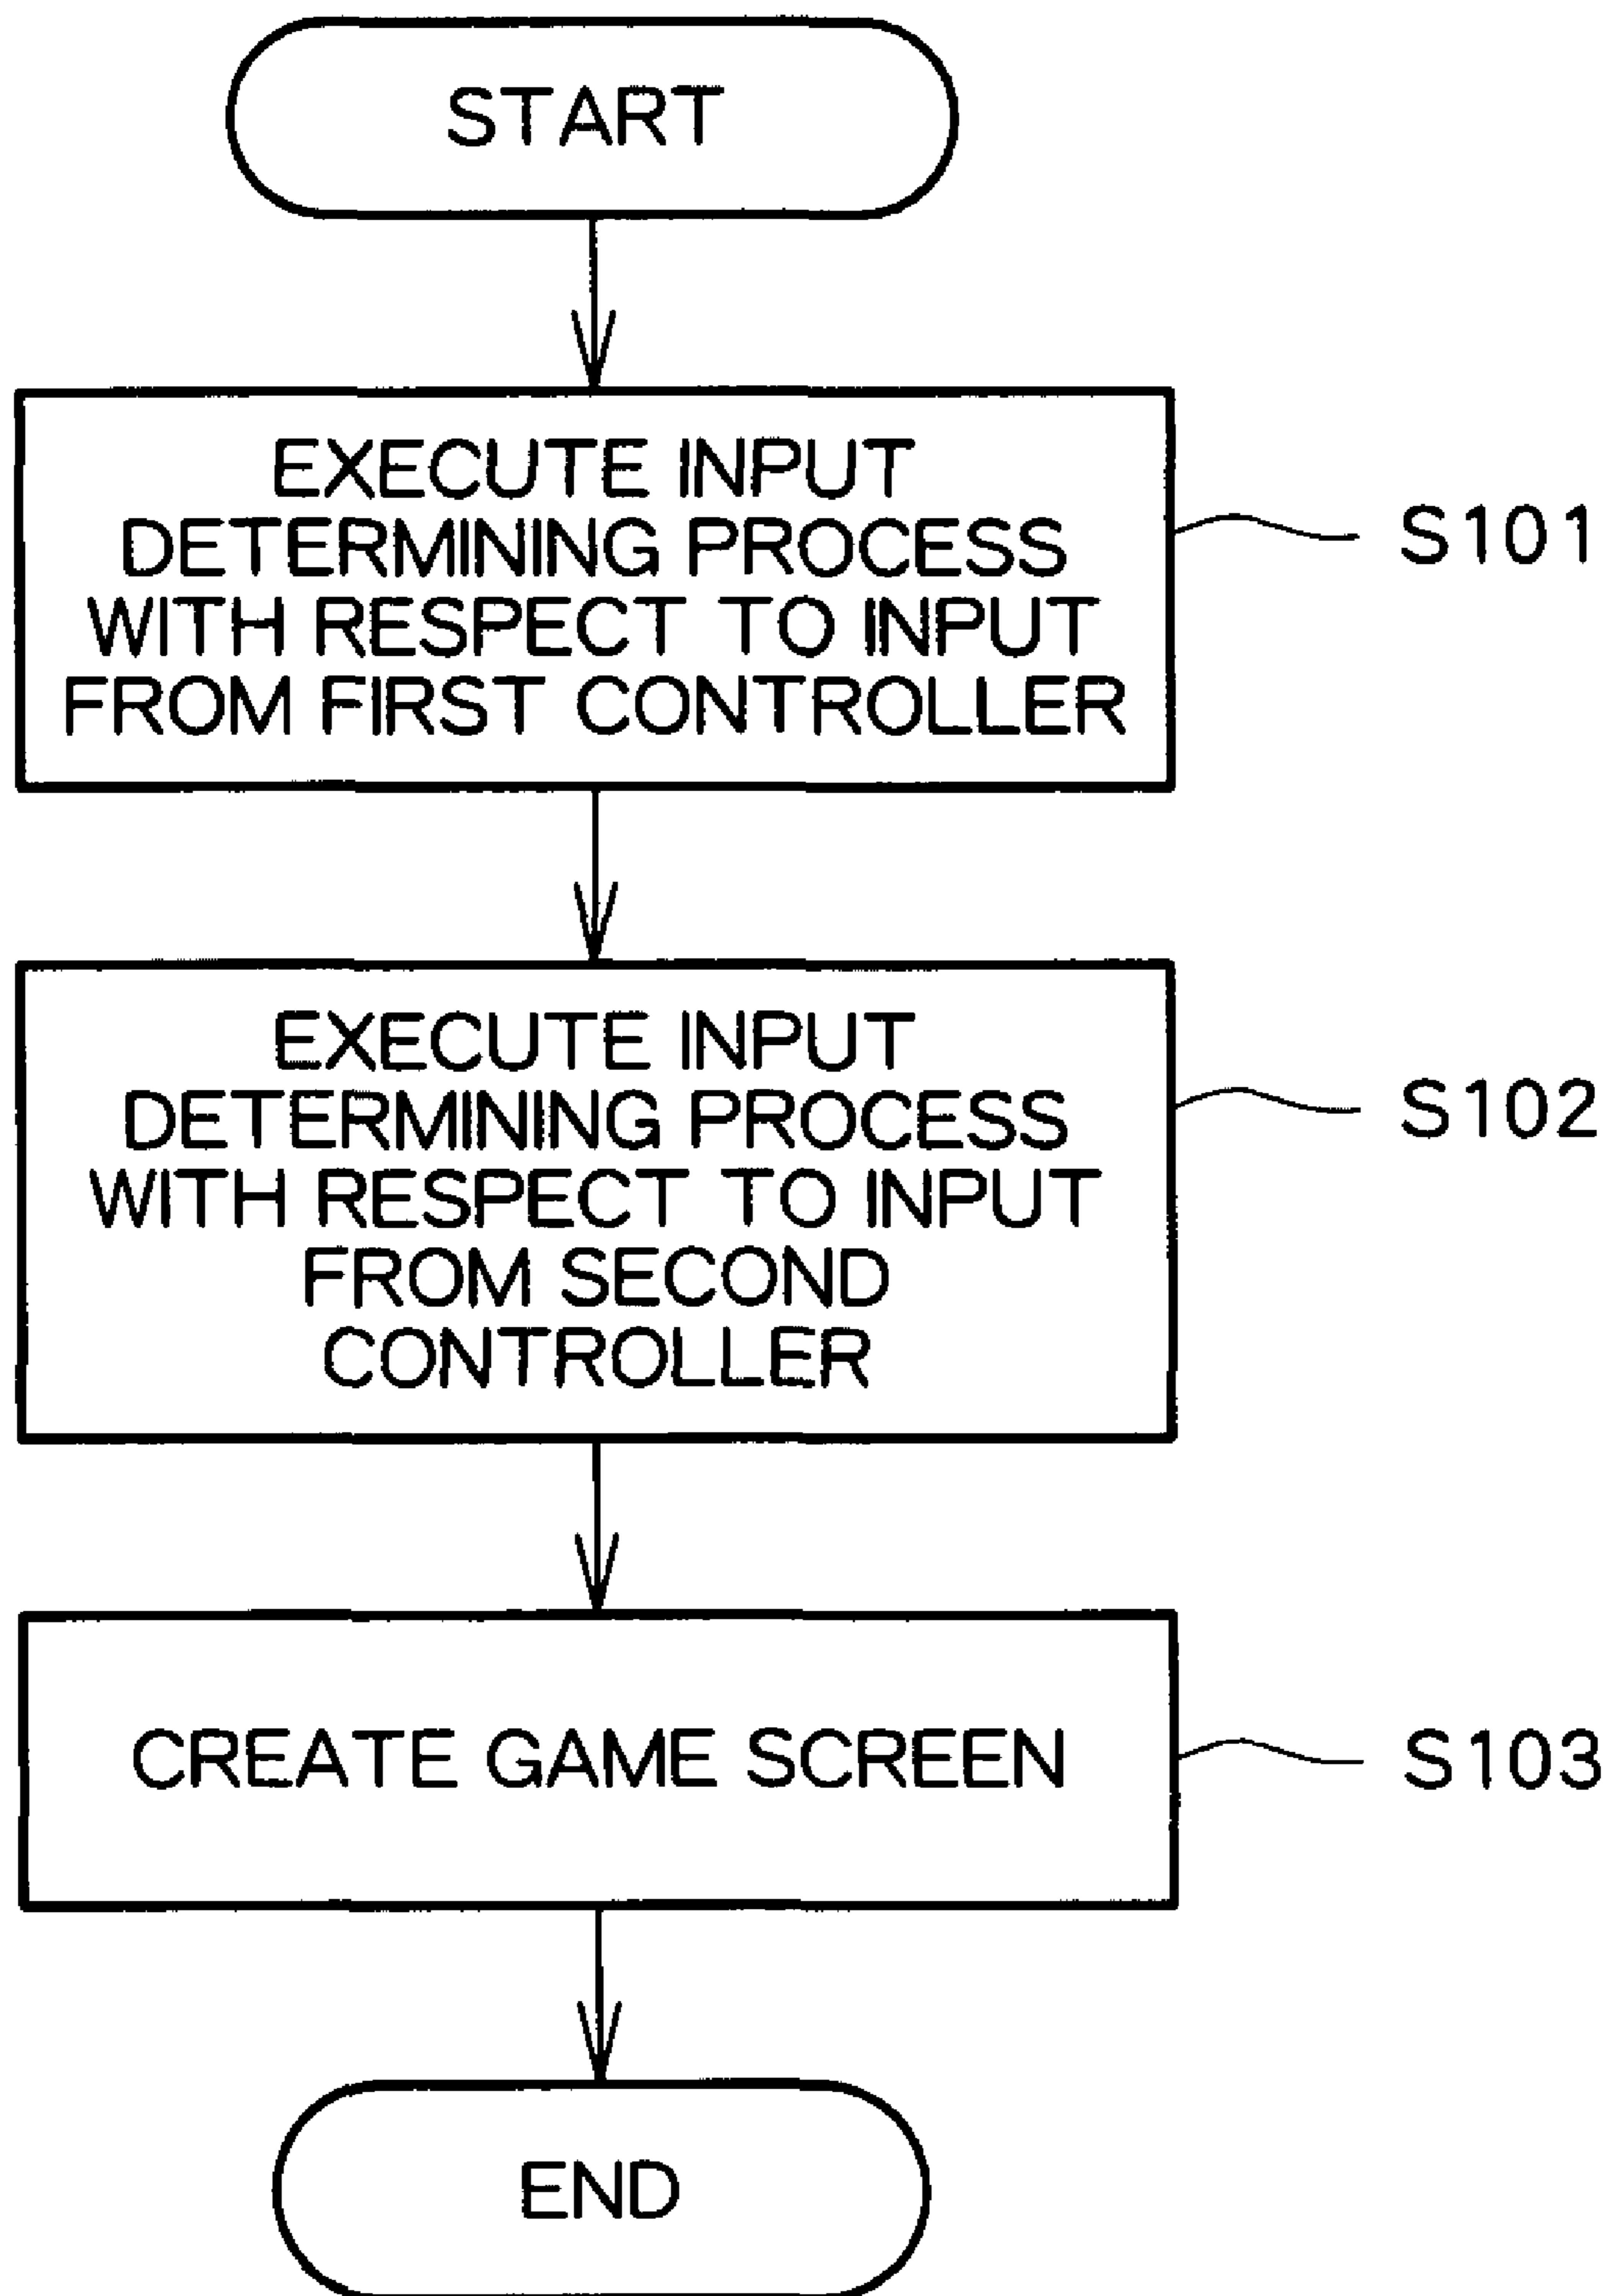 START
EXECUTE INPUT
DETERMINING PROCESS
WITH RESPECT TO INPUT
FROM FIRST CONTROLLER
S101
EXECUTE INPUT
DETERMINING PROCESS
WITH RESPECT TO INPUT
FROM SECOND
CONTROLLER
S102
CREATE GAME SCREEN
S103
END